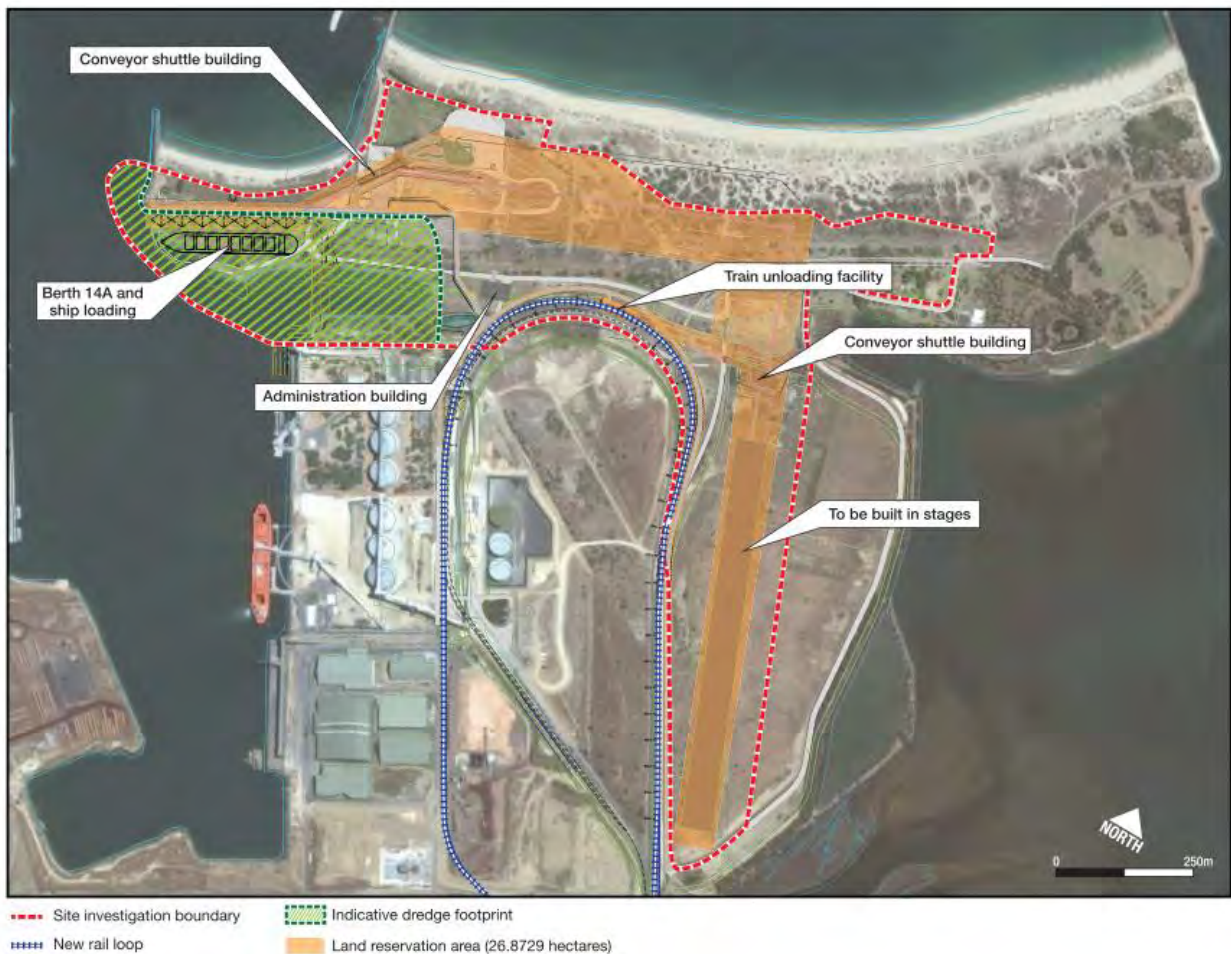 Conveyor shuttle building
Train unloading facility
Berth 14A and
ship loading
Conveyor shuttle building
Administration building
To be built in stages
NORTH
0
250m
Site investigation boundary
Indicative dredge footprint
New rail loop
Land reservation area (26.8729 hectares)